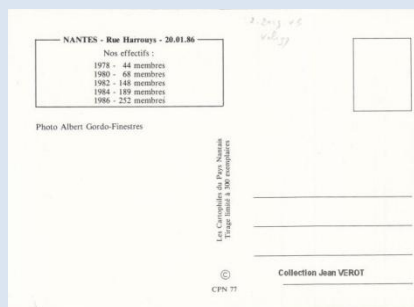 NANTES - Rue Harrouys - 20.01.86
Nos effectifs :
1978 - 44 membres
1980 - 68 membres
1982 - 148 membres
1984 - 189 membres
1986 - 252 membres
Photo Albert Gordo-Finestres
Les Cartophiles du Pays Nantais
Tirage limité à 300 exemplaires
©
CPN 77
Collection Jean VEROT